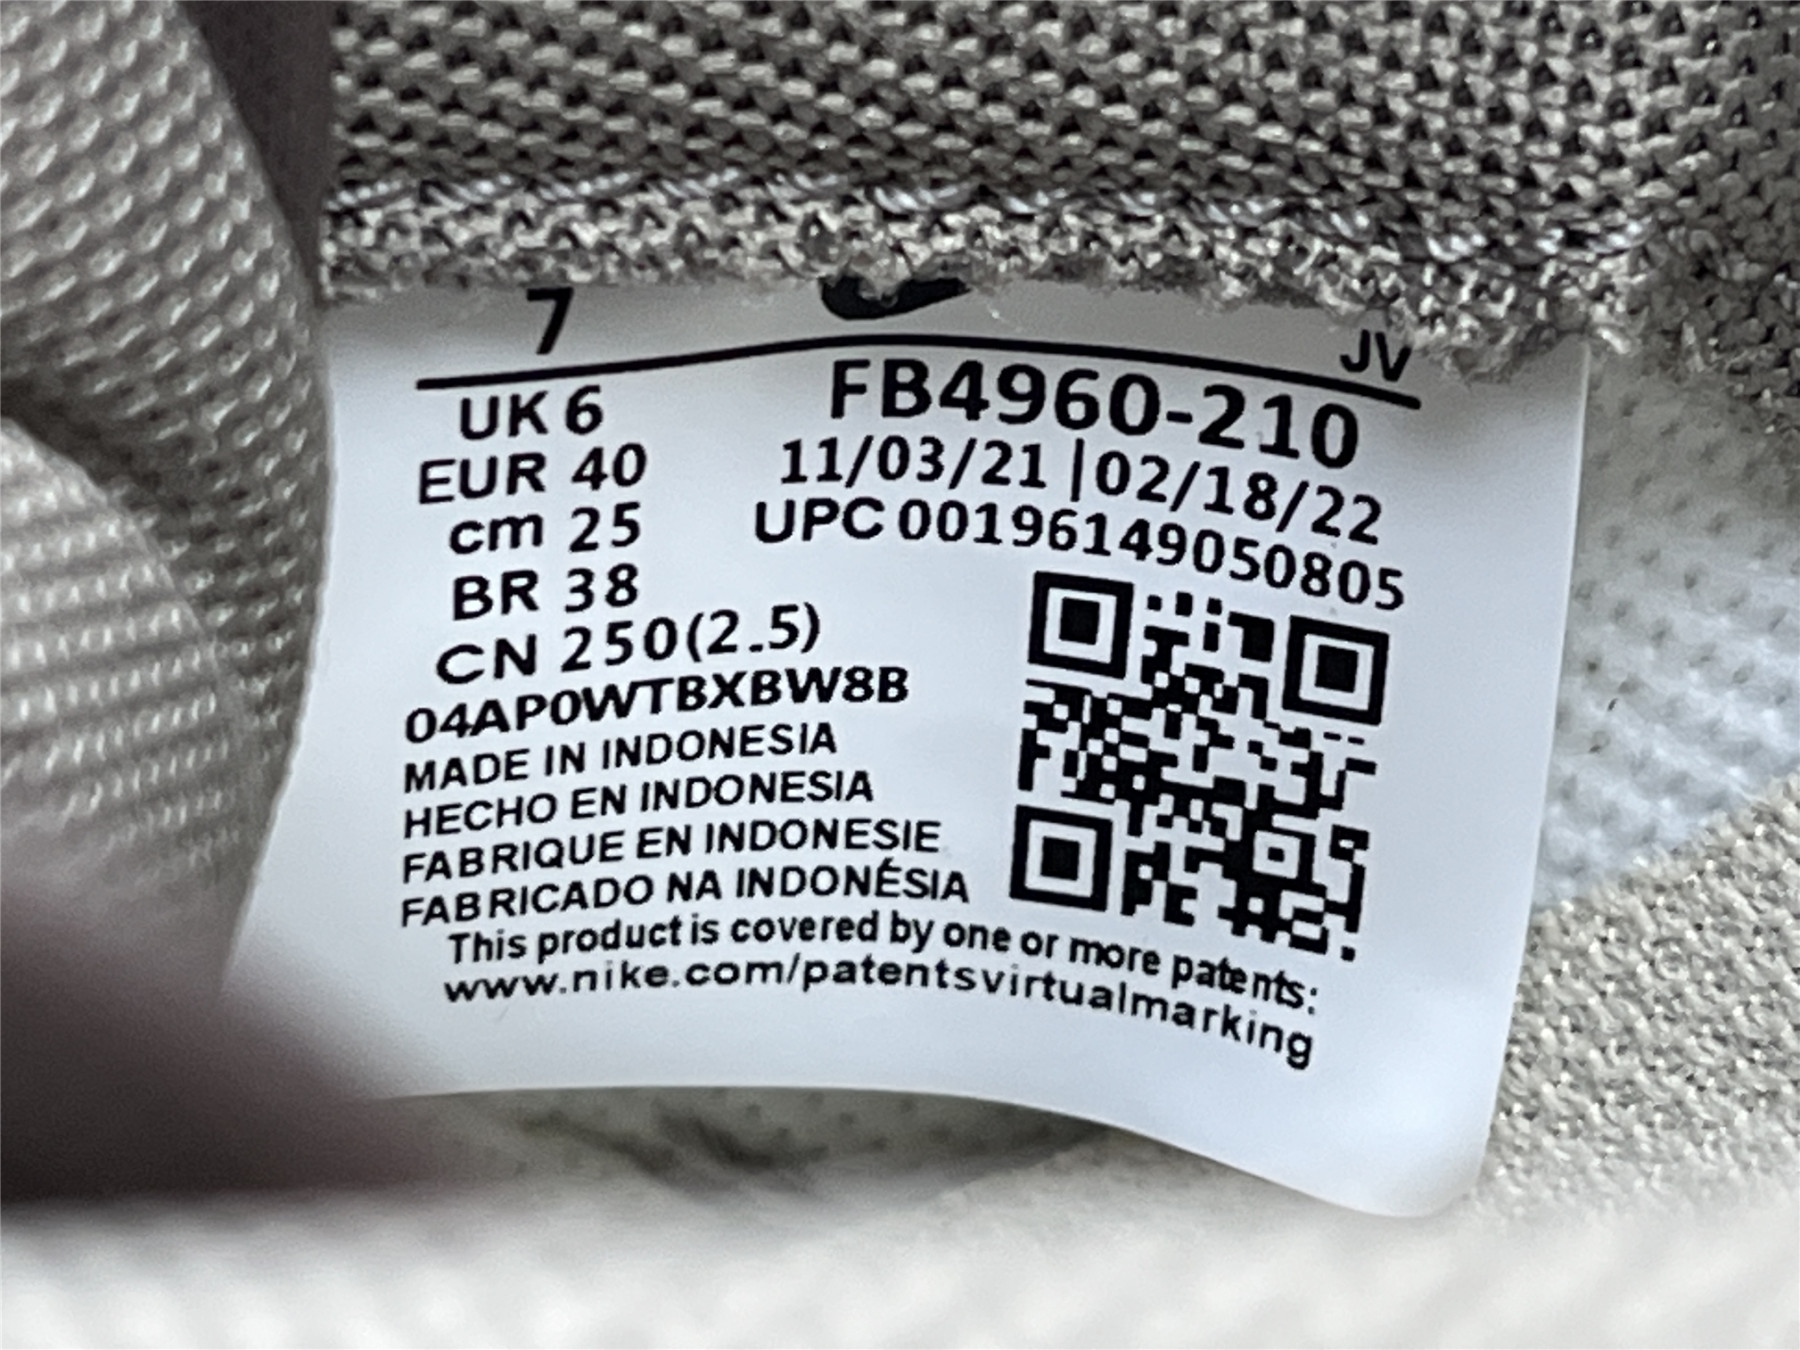 7 JV
UK 6 FB4960-210
EUR 40 11/03/21 | 02/18/22
cm 25 UPC 00196149050805
BR 38
CN 250(2.5)
04AP0WTBXBW8B
MADE IN INDONESIA
HECHO EN INDONESIA
FABRIQUE EN INDONESIE
FABRICADO NA INDONÉSIA
This product is covered by one or more patents:
www.nike.com/patentsvirtualmarking